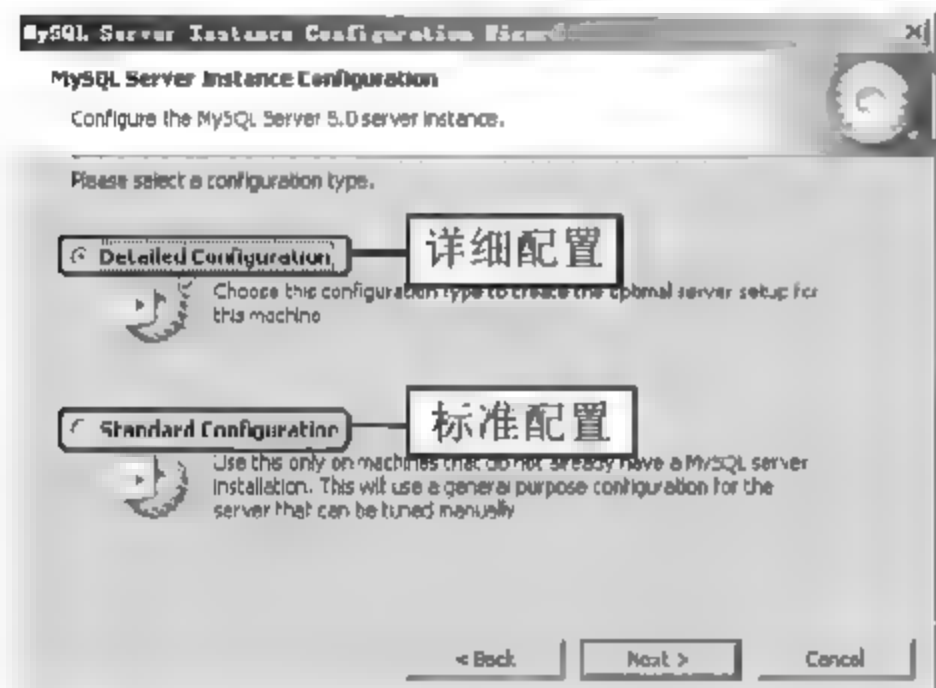 MySQL Server Instance Configuration Wizard
MySQL Server Instance Configuration
Configure the MySQL Server 5.0 server instance.
Please select a configuration type.
Detailed Configuration
详细配置
Choose this configuration type to create the optimal server setup for
this machine
Standard Configuration
标准配置
Use this only on machines that do not already have a MySQL server
installation. This will use a general purpose configuration for the
server that can be tuned manually
< Back
Next >
Cancel